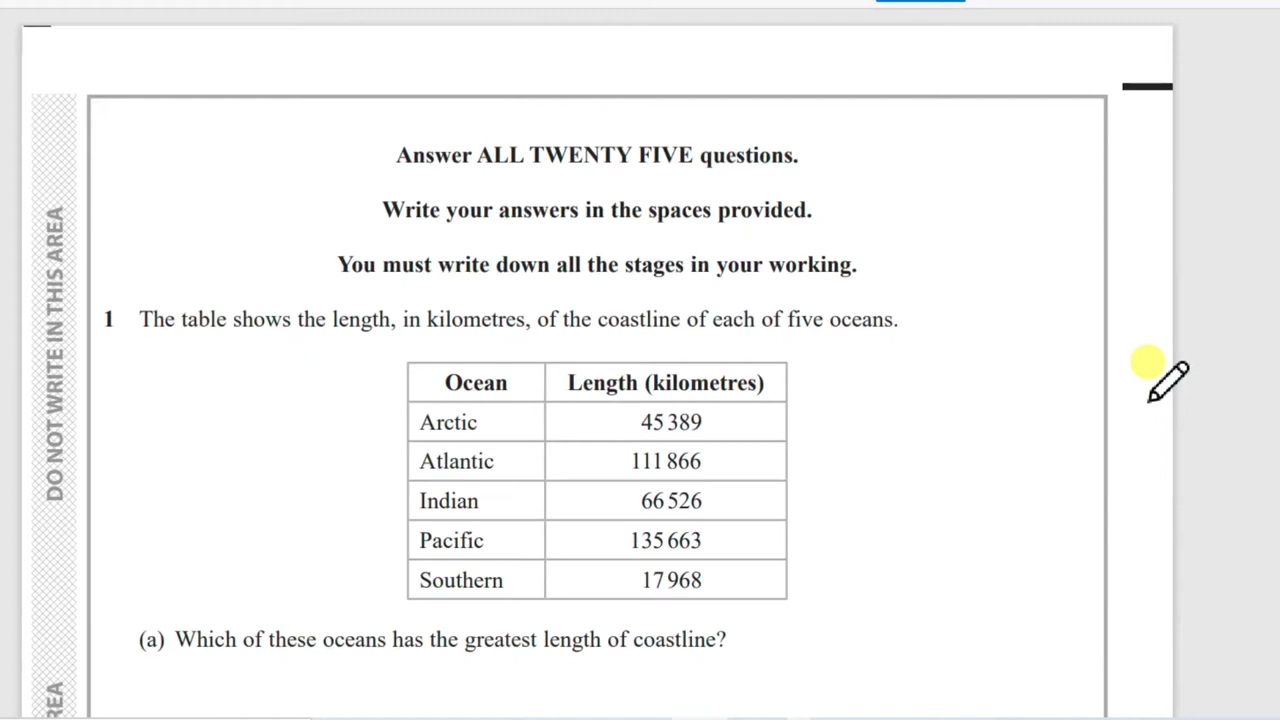 Answer ALL TWENTY FIVE questions.
Write your answers in the spaces provided.
You must write down all the stages in your working.
1 The table shows the length, in kilometres, of the coastline of each of five oceans.
Ocean Length (kilometres)
Arctic 45 389
Atlantic 111 866
Indian 66 526
Pacific 135 663
Southern 17 968
(a) Which of these oceans has the greatest length of coastline?
DO NOT WRITE IN THIS AREA
REA